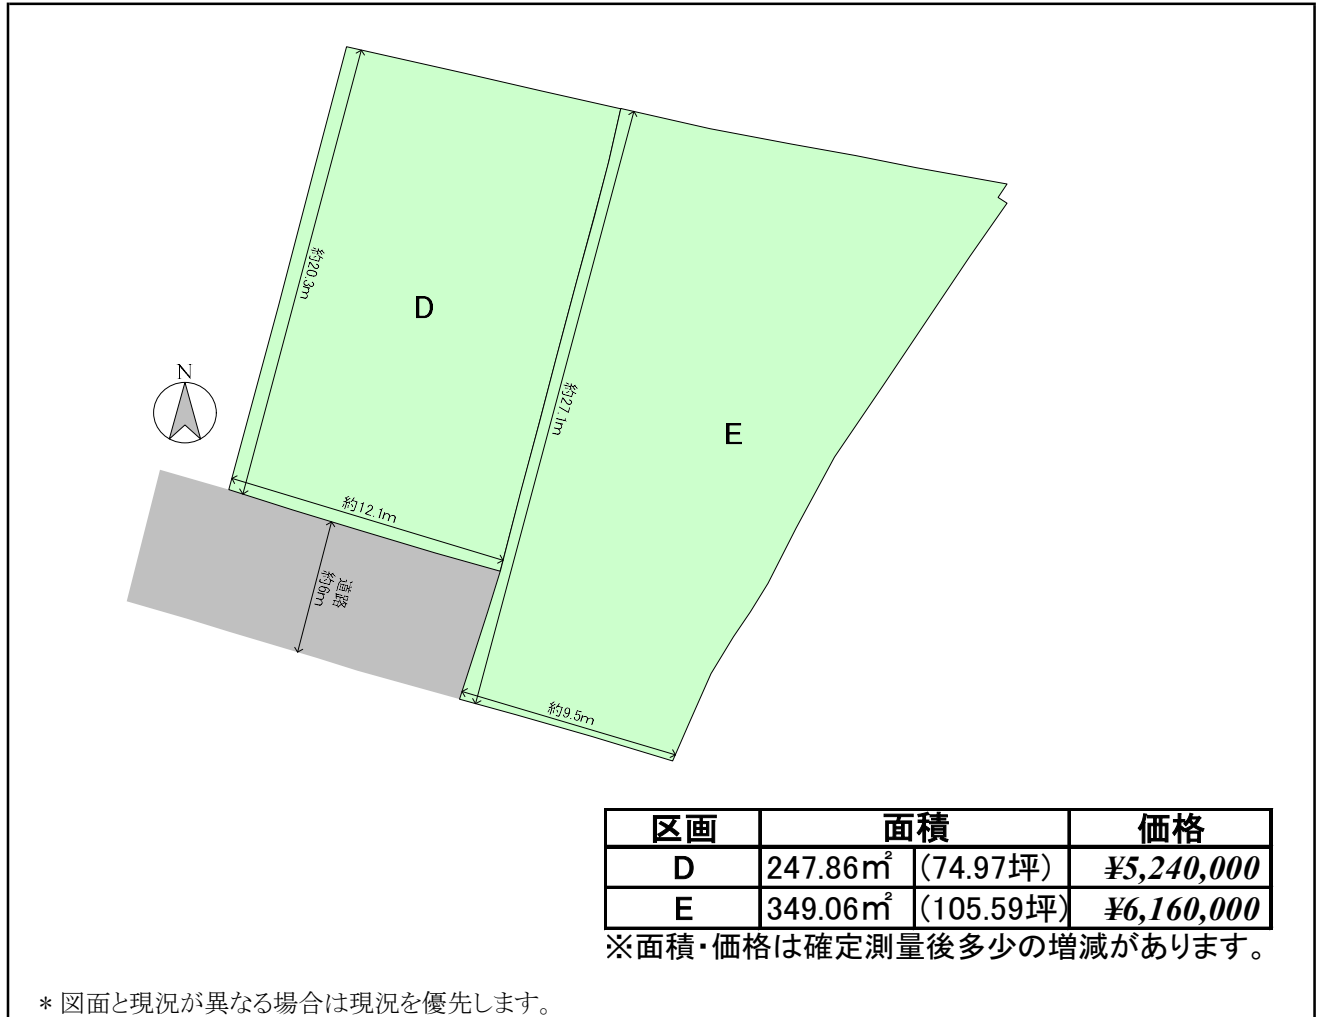 約20.3m
D
約27.1m
E
N
約12.1m
道路
約6m
約9.5m
区画 面積 価格
D 247.86㎡ (74.97坪) ¥5,240,000
E 349.06㎡ (105.59坪) ¥6,160,000
※面積・価格は確定測量後多少の増減があります。
* 図面と現況が異なる場合は現況を優先します。